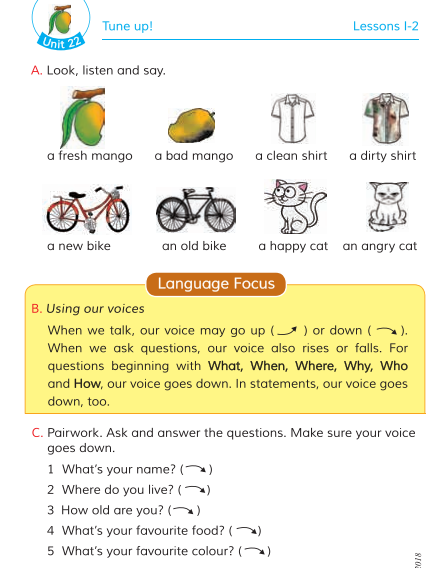 Tune up!
Lessons 1-2
Unit 22
A. Look, listen and say.
a fresh mango a bad mango a clean shirt a dirty shirt
a new bike an old bike a happy cat an angry cat
Language Focus
B. Using our voices
When we talk, our voice may go up ( ) or down ( ).
When we ask questions, our voice also rises or falls. For
questions beginning with What, When, Where, Why, Who
and How, our voice goes down. In statements, our voice goes
down, too.
C. Pairwork. Ask and answer the questions. Make sure your voice
goes down.
1 What's your name? ( )
2 Where do you live? ( )
3 How old are you? ( )
4 What's your favourite food? ( )
5 What's your favourite colour? ( )
2018